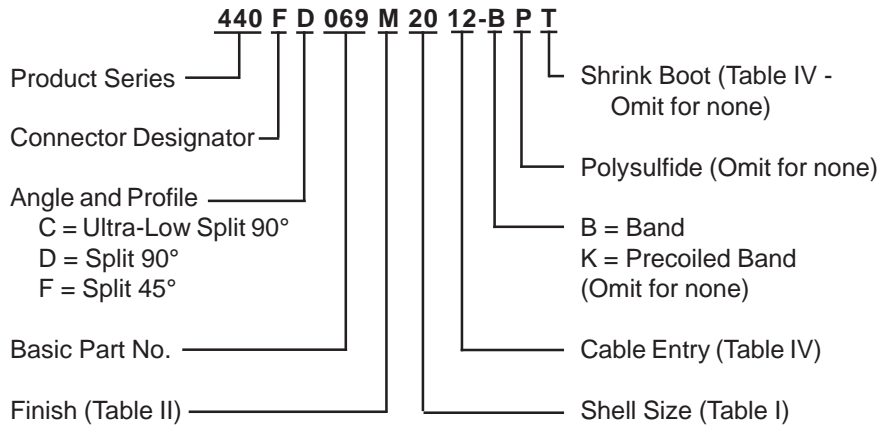 440 F D 069 M 20 12-B P T
Product Series
Connector Designator
Angle and Profile
C = Ultra-Low Split 90°
D = Split 90°
F = Split 45°
Basic Part No.
Finish (Table II)
Shrink Boot (Table IV -
Omit for none)
Polysulfide (Omit for none)
B = Band
K = Precoiled Band
(Omit for none)
Cable Entry (Table IV)
Shell Size (Table I)